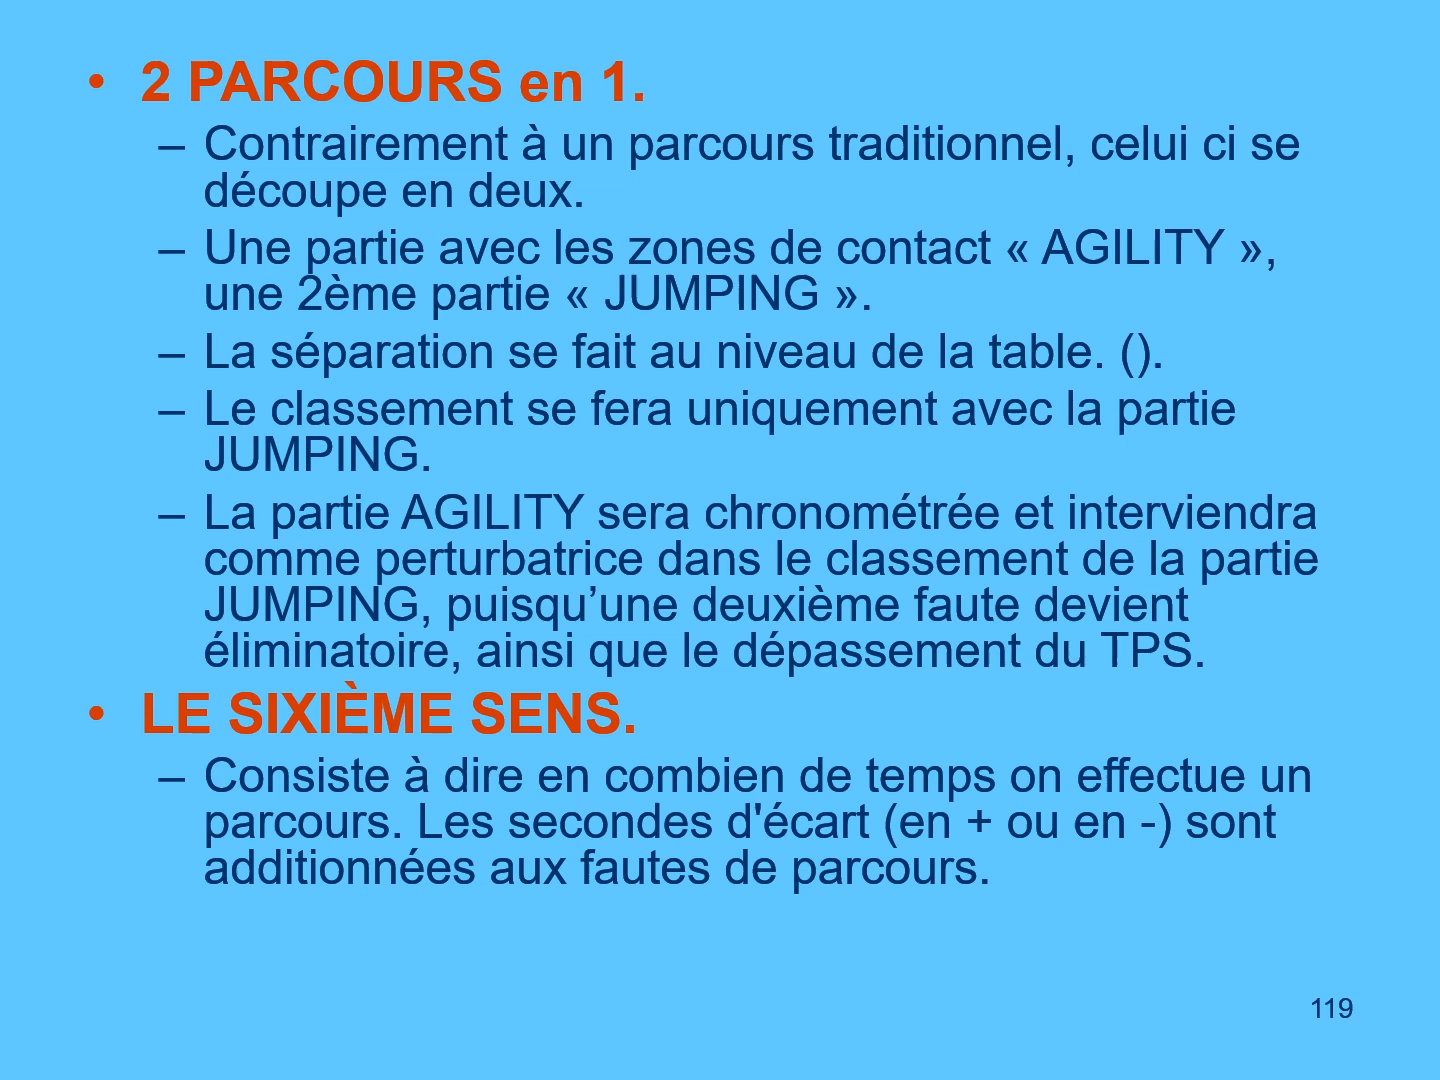 • 2 PARCOURS en 1.
– Contrairement à un parcours traditionnel, celui ci se
découpe en deux.
– Une partie avec les zones de contact « AGILITY »,
une 2ème partie « JUMPING ».
– La séparation se fait au niveau de la table. ().
– Le classement se fera uniquement avec la partie
JUMPING.
– La partie AGILITY sera chronométrée et interviendra
comme perturbatrice dans le classement de la partie
JUMPING, puisqu’une deuxième faute devient
éliminatoire, ainsi que le dépassement du TPS.
• LE SIXIÈME SENS.
– Consiste à dire en combien de temps on effectue un
parcours. Les secondes d'écart (en + ou en -) sont
additionnées aux fautes de parcours.
119